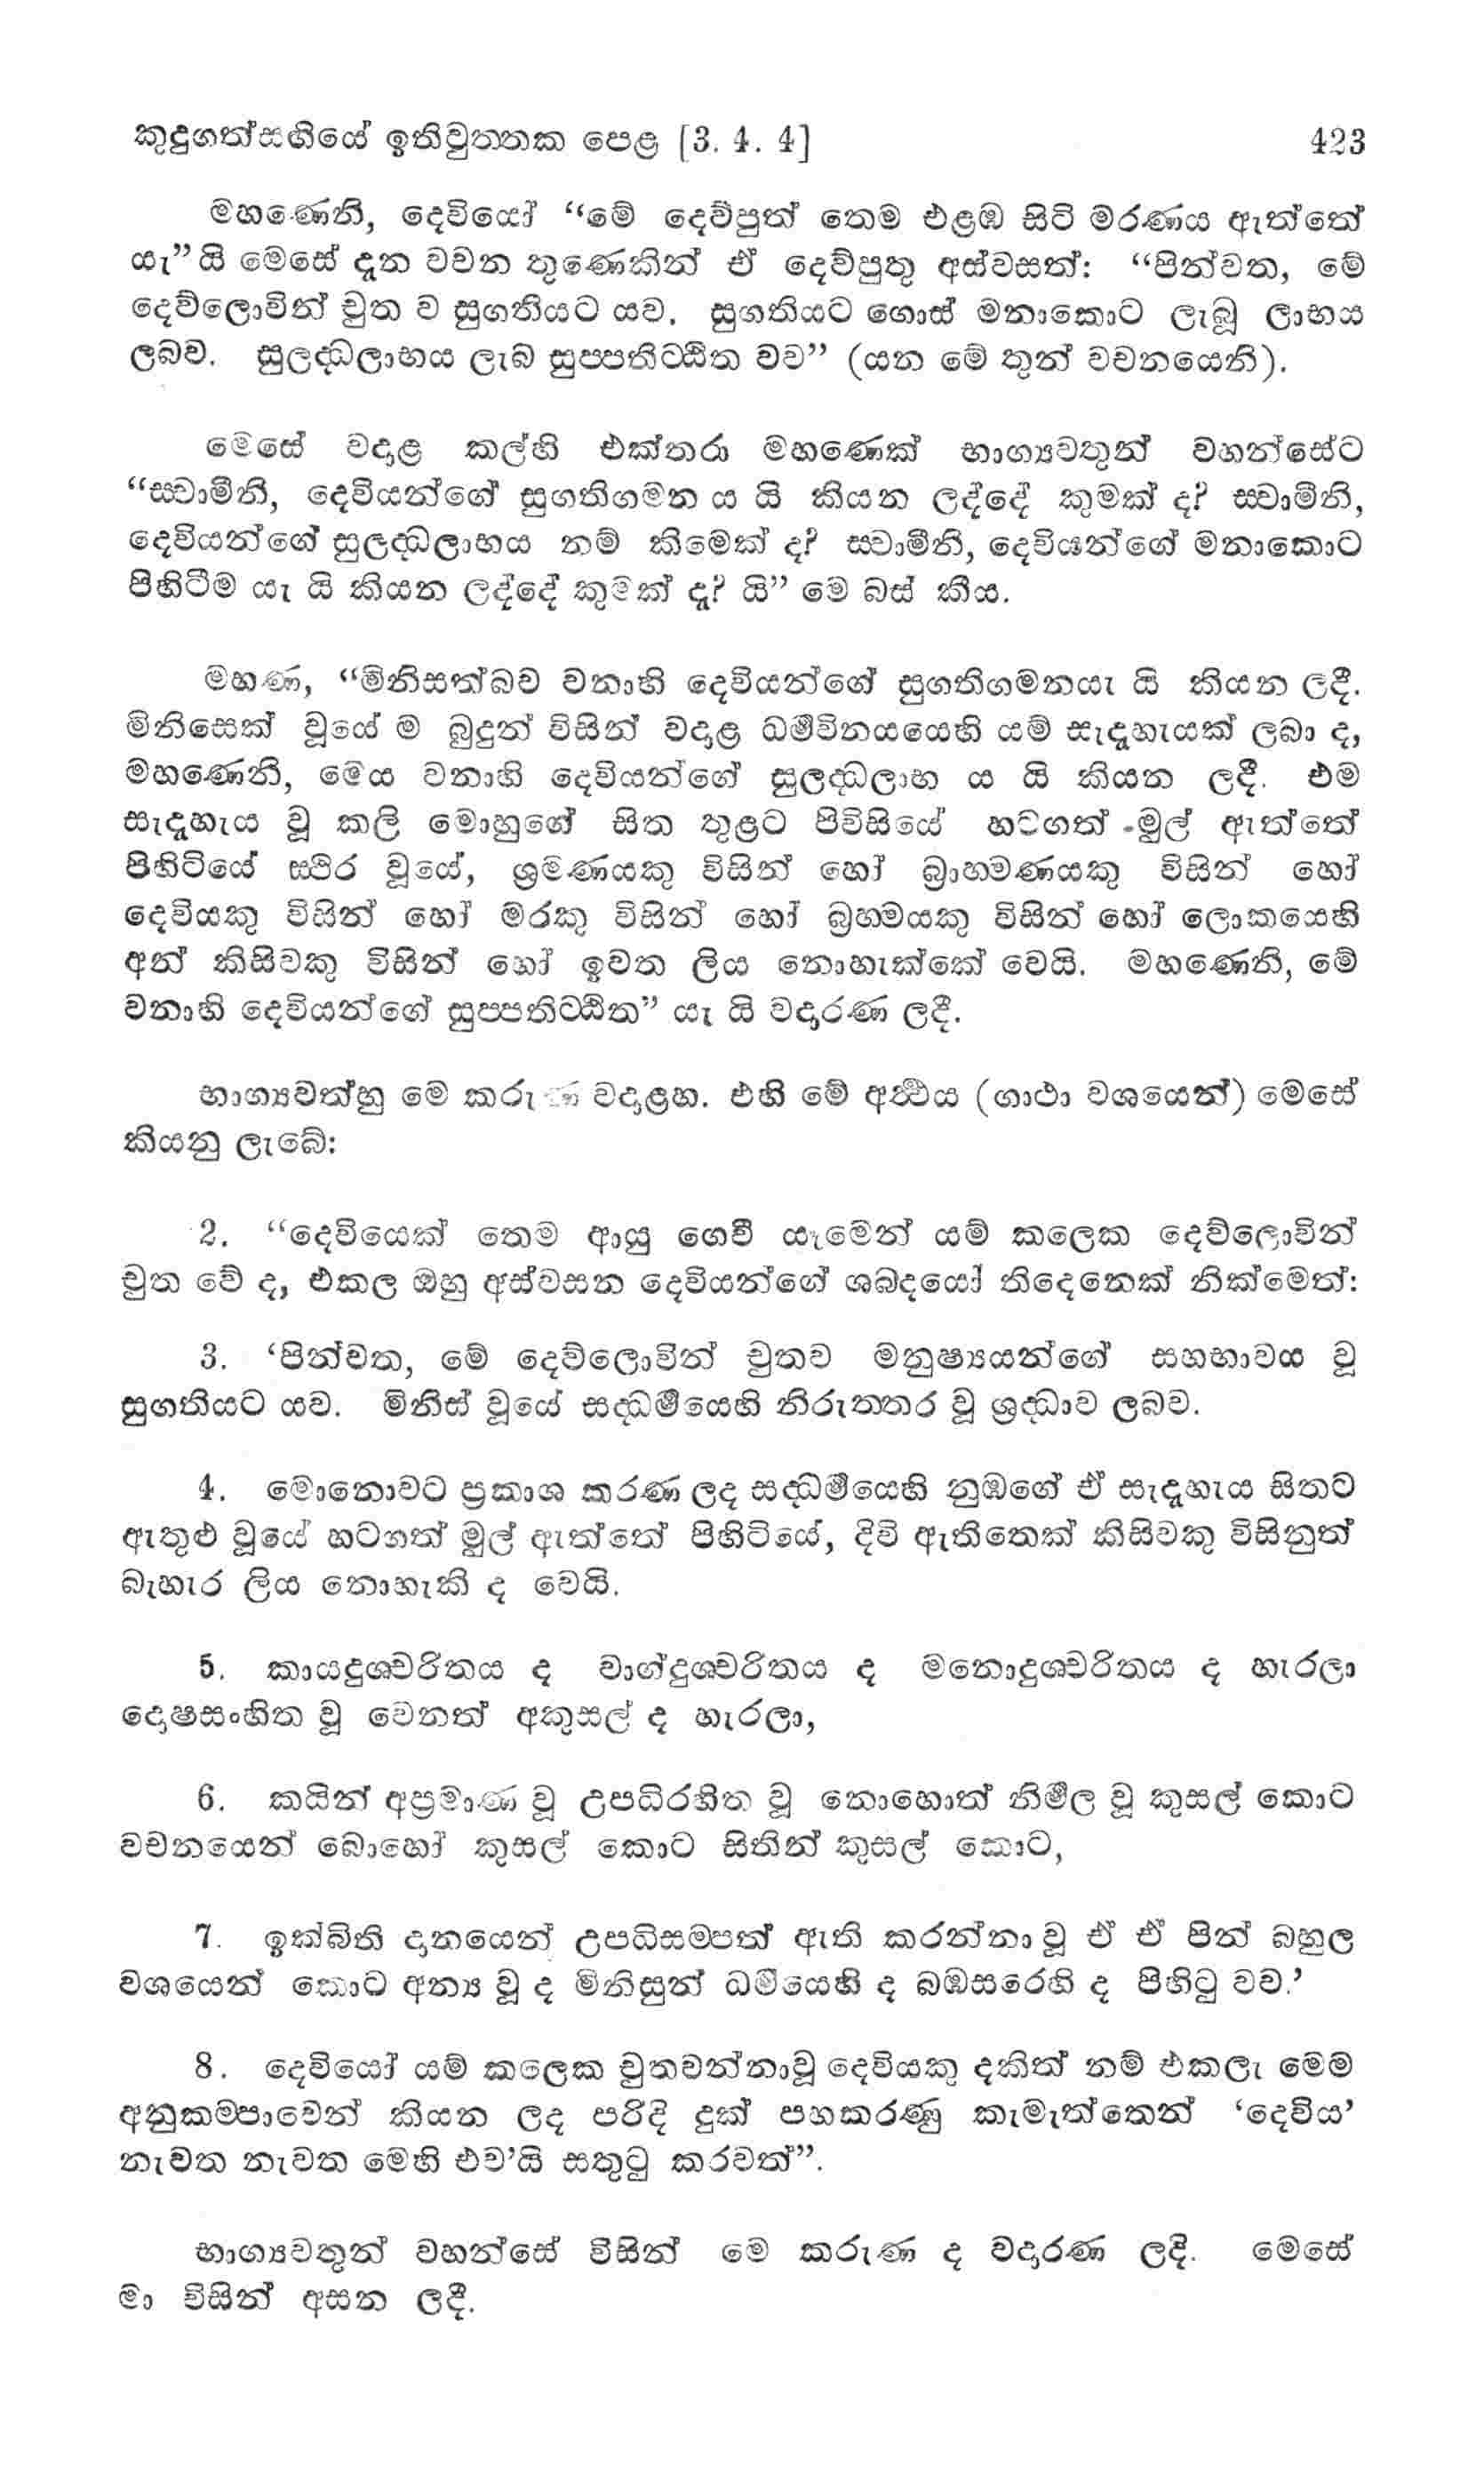 කුදුගත්සඟියේ ඉතිවුත්තක පෙළ [3. 4. 4] 423
මහණෙනි, දෙවියෝ “මේ දෙව්පුත් තෙම එළඹ සිටි මරණය ඇත්තේ
යැ”යි මෙසේ දැන වචන තුණෙකින් ඒ දෙව්පුතු අස්වසත්: “පින්වත, මේ
දෙව්ලොවින් චුත ව සුගතියට යව. සුගතියට ගොස් මනාකොට ලැබූ ලාභය
ලබව. සුලද්ධලාභය ලැබ සුප්පතිට්ඨිත වව” (යන මේ තුන් වචනයෙනි).
මෙසේ වදාළ කල්හි එක්තරා මහණෙක් භාග්‍යවතුන් වහන්සේට
“ස්වාමීනි, දෙවියන්ගේ සුගතිගමන ය යි කියන ලද්දේ කුමක් ද? ස්වාමීනි,
දෙවියන්ගේ සුලද්ධලාභය නම් කිමෙක් ද? ස්වාමීනි, දෙවියන්ගේ මනාකොට
පිහිටීම යැ යි කියන ලද්දේ කුමක් දැ? යි” මෙ බස් කීය.
මහණ, “මිනිසත්බව වනාහි දෙවියන්ගේ සුගතිගමනයැ යි කියන ලදී.
මිනිසෙක් වූයේ ම බුදුන් විසින් වදාළ ධර්මවිනයයෙහි යම් සැදැහැයක් ලබා ද,
මහණෙනි, මෙය වනාහි දෙවියන්ගේ සුලද්ධලාභ ය යි කියන ලදී. එම
සැදැහැය වූ කලි මොහුගේ සිත තුළට පිවිසියේ හටගත් මුල් ඇත්තේ
පිහිටියේ ස්ථිර වූයේ, ශ්‍රමණයකු විසින් හෝ බ්‍රාහ්මණයකු විසින් හෝ
දෙවියකු විසින් හෝ මරකු විසින් හෝ බ්‍රහ්මයකු විසින් හෝ ලොකයෙහි
අන් කිසිවකු විසින් හෝ ඉවත ලිය නොහැක්කේ වෙයි. මහණෙනි, මේ
වනාහි දෙවියන්ගේ සුප්පතිට්ඨිත” යැ යි වදාරණ ලදී.
භාග්‍යවත්හු මෙ කරුණ වදාළහ. එහි මේ අර්ථය (ගාථා වශයෙන්) මෙසේ
කියනු ලැබේ:
2. “දෙවියෙක් තෙම ආයු ගෙවී යෑමෙන් යම් කලෙක දෙව්ලොවින්
චුත වේ ද, එකල ඔහු අස්වසන දෙවියන්ගේ ශබ්දයෝ තිදෙනෙක් නික්මෙත්:
3. ‘පින්වත, මේ දෙව්ලොවින් චුතව මනුෂ්‍යයන්ගේ සහභාවය වූ
සුගතියට යව. මිනිස් වූයේ සද්ධර්මයෙහි නිරුත්තර වූ ශ්‍රද්ධාව ලබව.
4. මොනොවට ප්‍රකාශ කරණ ලද සද්ධර්මයෙහි නුඹගේ ඒ සැදැහැය සිතට
ඇතුළු වූයේ හටගත් මුල් ඇත්තේ පිහිටියේ, දිවි ඇතිතෙක් කිසිවකු විසිනුත්
බැහැර ලිය නොහැකි ද වෙයි.
5. කායදුශ්චරිතය ද වාග්දුශ්චරිතය ද මනොදුශ්චරිතය ද හැරලා
දොෂසංහිත වූ වෙනත් අකුසල් ද හැරලා,
6. කයින් අප්‍රමාණ වූ උපධිරහිත වූ නොහොත් නිර්මල වූ කුසල් කොට
වචනයෙන් බොහෝ කුසල් කොට සිතින් කුසල් කොට,
7. ඉක්බිති දානයෙන් උපධිසම්පත් ඇති කරන්නා වූ ඒ ඒ පින් බහුල
වශයෙන් කොට අන්‍ය වූ ද මිනිසුන් ධර්මයෙහි ද බඹසරෙහි ද පිහිටු වව.’
8. දෙවියෝ යම් කලෙක චුතවන්නාවූ දෙවියකු දකිත් නම් එකලැ මෙම
අනුකම්පාවෙන් කියන ලද පරිදි දුක් පහකරණු කැමැත්තෙන් ‘දෙවිය’
නැවත නැවත මෙහි එව’යි සතුටු කරවත්”.
භාග්‍යවතුන් වහන්සේ විසින් මෙ කරුණ ද වදාරණ ලදි. මෙසේ
මා විසින් අසන ලදී.